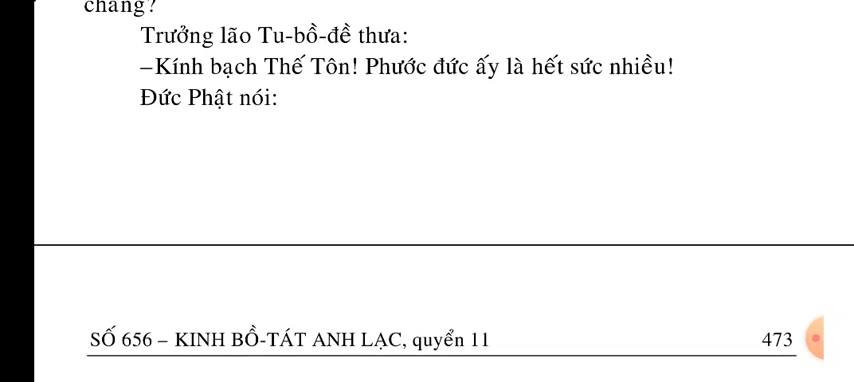 chăng?
Trưởng lão Tu-bồ-đề thưa:
–Kính bạch Thế Tôn! Phước đức ấy là hết sức nhiều!
Đức Phật nói:
SỐ 656 – KINH BỒ-TÁT ANH LẠC, quyển 11 473